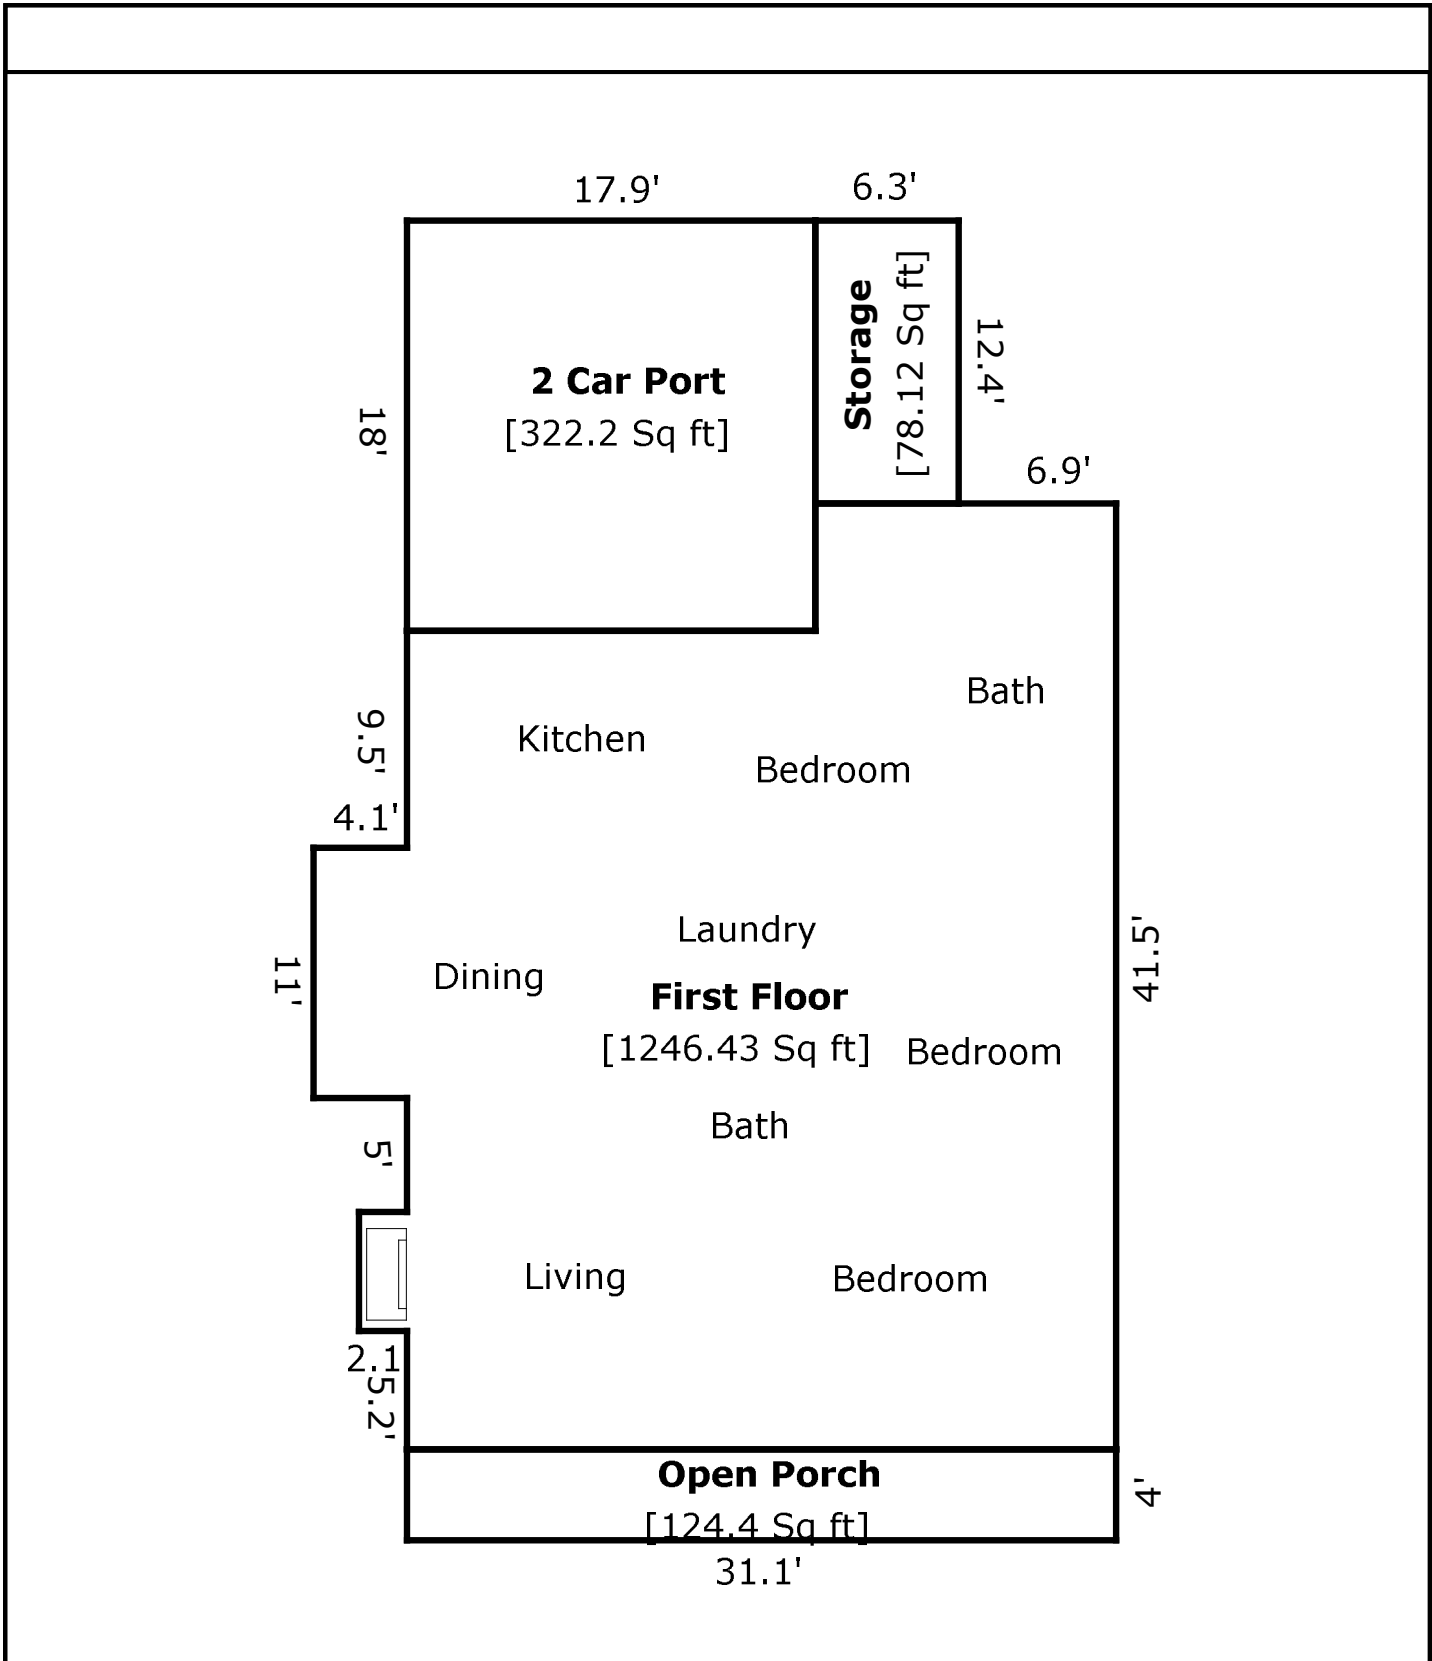 17.9'
6.3'
Storage
[78.12 Sq ft]
12.4'
2 Car Port
[322.2 Sq ft]
18'
6.9'
Bath
9.5'
Kitchen
Bedroom
4.1'
Laundry
41.5'
11'
Dining
First Floor
[1246.43 Sq ft]
Bedroom
Bath
5'
Living
Bedroom
2.1
5.2'
Open Porch
[124.4 Sq ft]
4'
31.1'